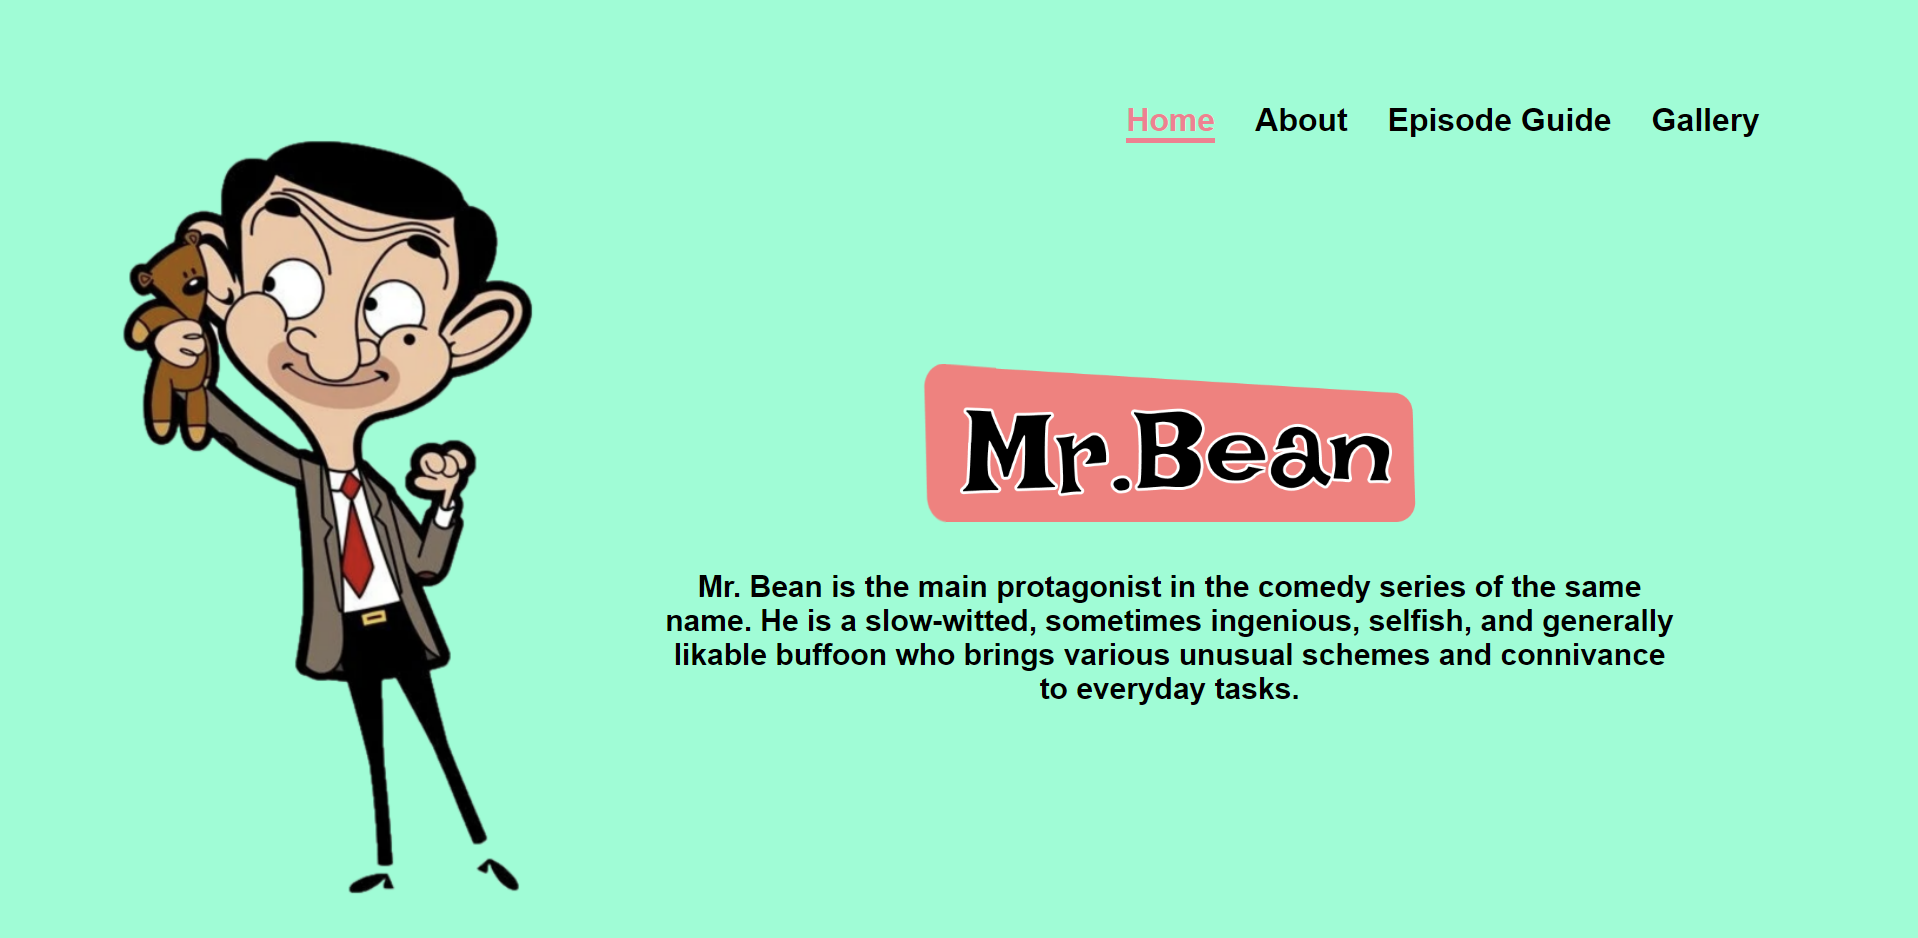 Home About Episode Guide Gallery
Mr.Bean
Mr. Bean is the main protagonist in the comedy series of the same
name. He is a slow-witted, sometimes ingenious, selfish, and generally
likable buffoon who brings various unusual schemes and connivance
to everyday tasks.